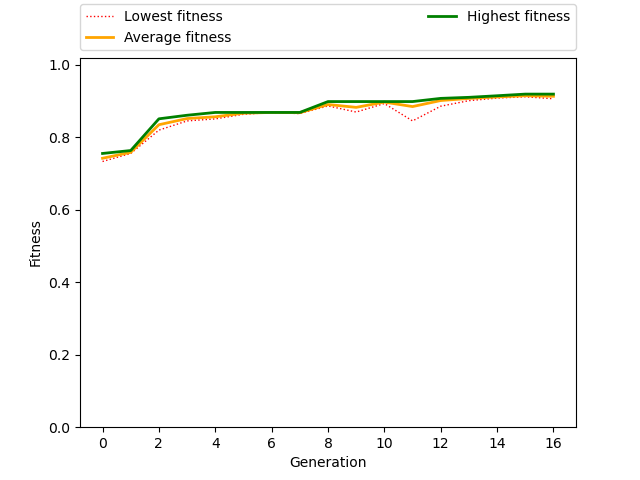 Lowest fitness
Average fitness
Highest fitness
1.0
0.8
0.6
0.4
0.2
0.0
Fitness
0 2 4 6 8 10 12 14 16
Generation